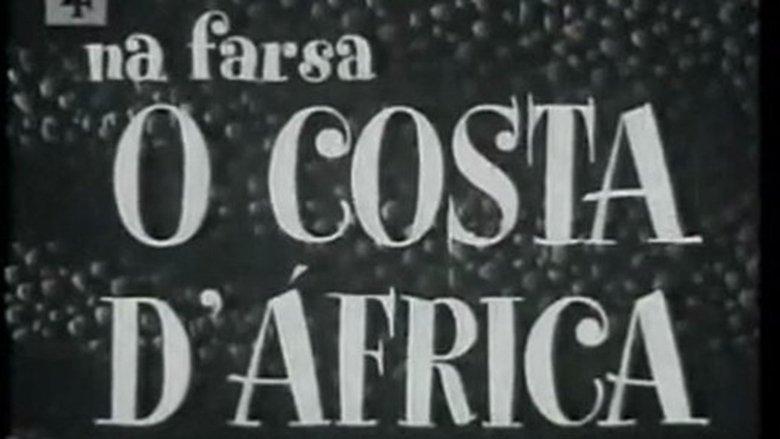 na farsa
O COSTA
D'ÁFRICA